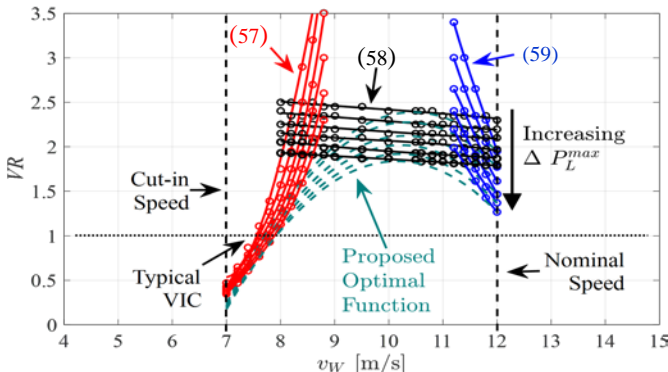 3.5
3
2.5
2
1.5
1
0.5
0
VR
(57)
(58)
(59)
Increasing
Δ P_L^{max}
Cut-in
Speed
Typical
VIC
Proposed
Optimal
Function
Nominal
Speed
4 5 6 7 8 9 10 11 12 13 14 15
v_W [m/s]